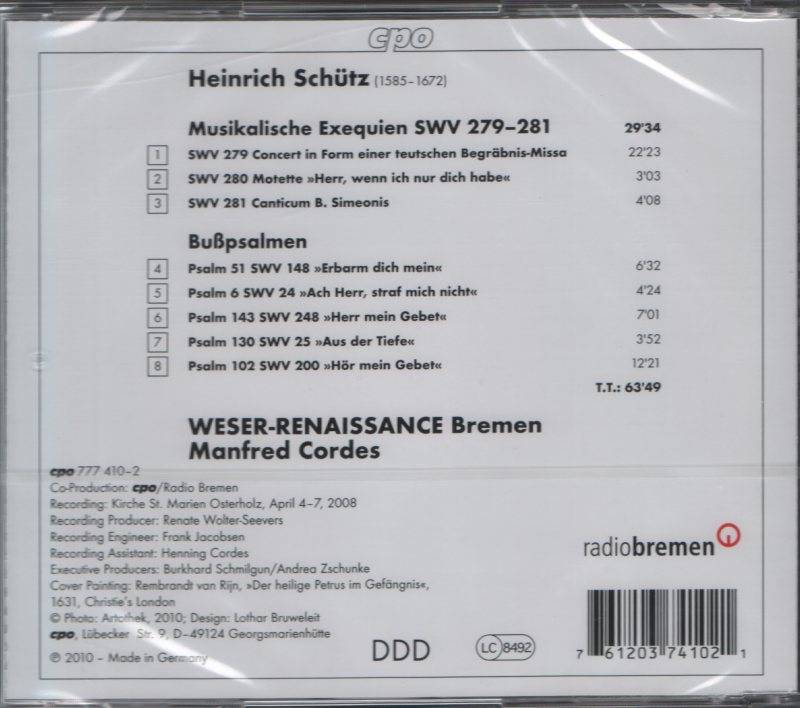 cpo
Heinrich Schütz (1585–1672)
Musikalische Exequien SWV 279–281 29'34
1 SWV 279 Concert in Form einer teutschen Begräbnis-Missa 22'23
2 SWV 280 Motette »Herr, wenn ich nur dich habe« 3'03
3 SWV 281 Canticum B. Simeonis 4'08
Bußpsalmen
4 Psalm 51 SWV 148 »Erbarm dich mein« 6'32
5 Psalm 6 SWV 24 »Ach Herr, straf mich nicht« 4'24
6 Psalm 143 SWV 248 »Herr mein Gebet« 7'01
7 Psalm 130 SWV 25 »Aus der Tiefe« 3'52
8 Psalm 102 SWV 200 »Hör mein Gebet« 12'21
T.T.: 63'49
WESER-RENAISSANCE Bremen
Manfred Cordes
cpo 777 410–2
Co-Production: cpo/Radio Bremen
Recording: Kirche St. Marien Osterholz, April 4–7, 2008
Recording Producer: Renate Wolter-Seevers
Recording Engineer: Frank Jacobsen
Recording Assistant: Henning Cordes
Executive Producers: Burkhard Schmilgun/Andrea Zschunke
Cover Painting: Rembrandt van Rijn, »Der heilige Petrus im Gefängnis«,
1631, Christie's London
© Photo: Artothek, 2010; Design: Lothar Bruweleit
cpo, Lübecker Str. 9, D–49124 Georgsmarienhütte
℗ 2010 – Made in Germany
DDD
LC 8492
radiobremen
7 61203 74102 1